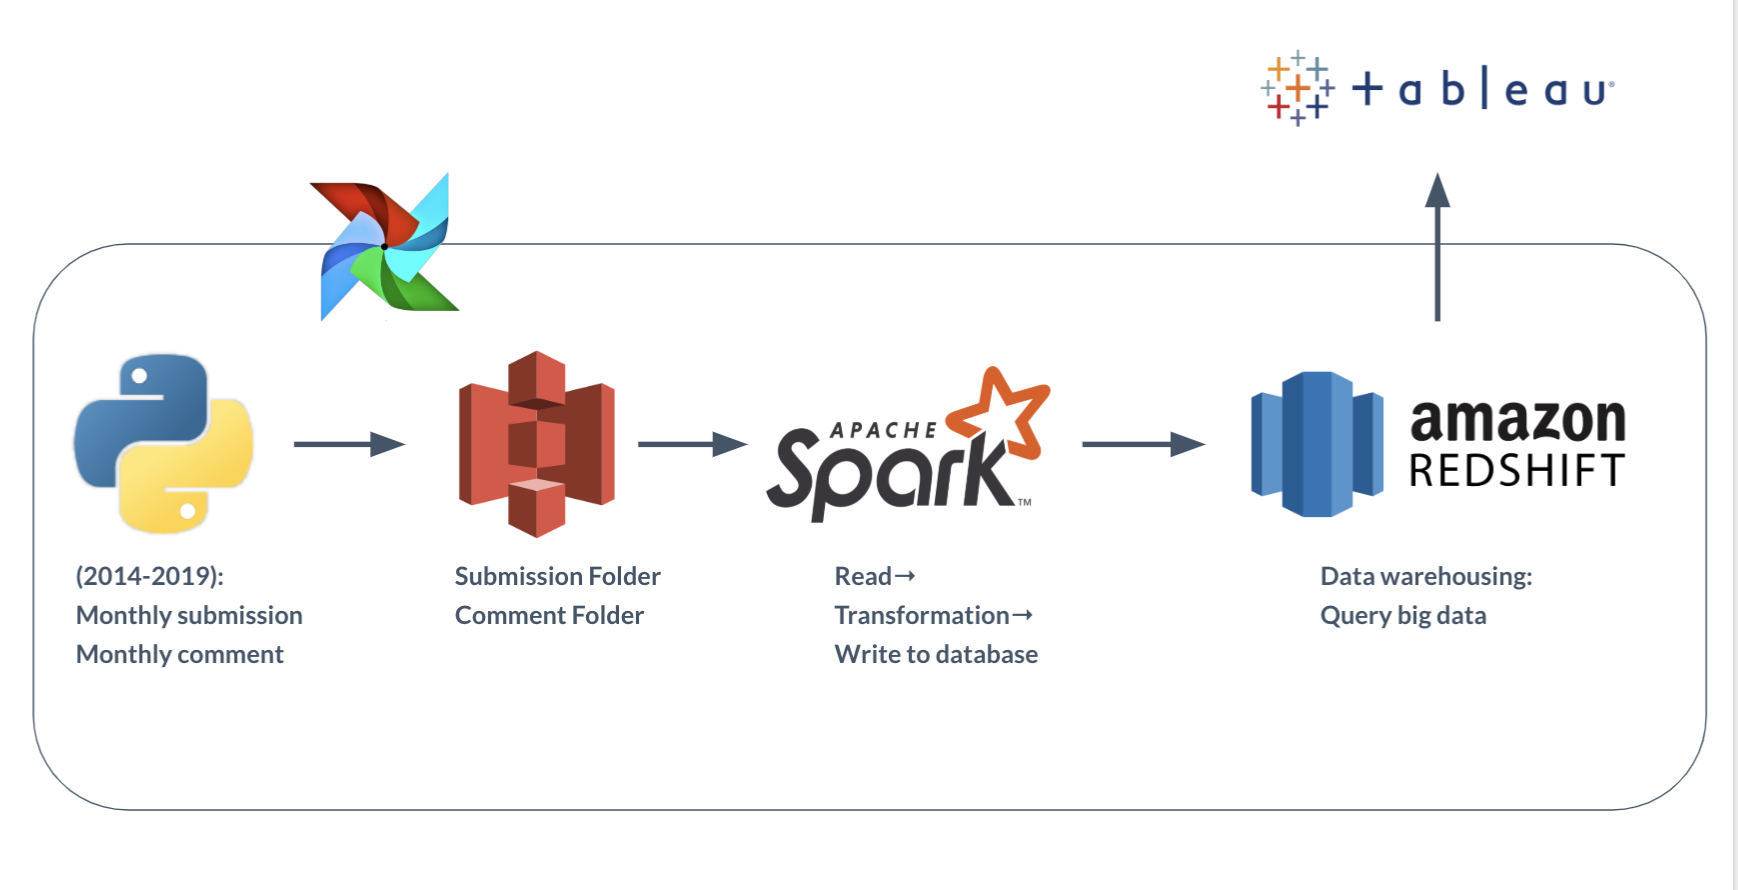 +ableau®
APACHE
Spark™
amazon
REDSHIFT
(2014-2019):
Monthly submission
Monthly comment
Submission Folder
Comment Folder
Read→
Transformation→
Write to database
Data warehousing:
Query big data